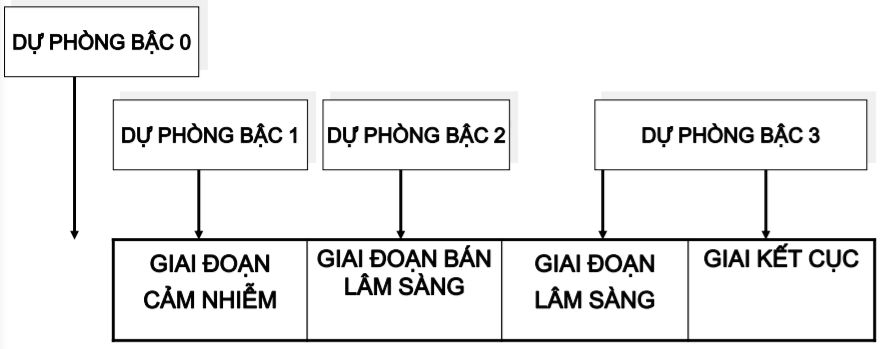 DỰ PHÒNG BẬC 0
DỰ PHÒNG BẬC 1
DỰ PHÒNG BẬC 2
DỰ PHÒNG BẬC 3
GIAI ĐOẠN
CẢM NHIỄM
GIAI ĐOẠN BÁN
LÂM SÀNG
GIAI ĐOẠN
LÂM SÀNG
GIAI KẾT CỤC